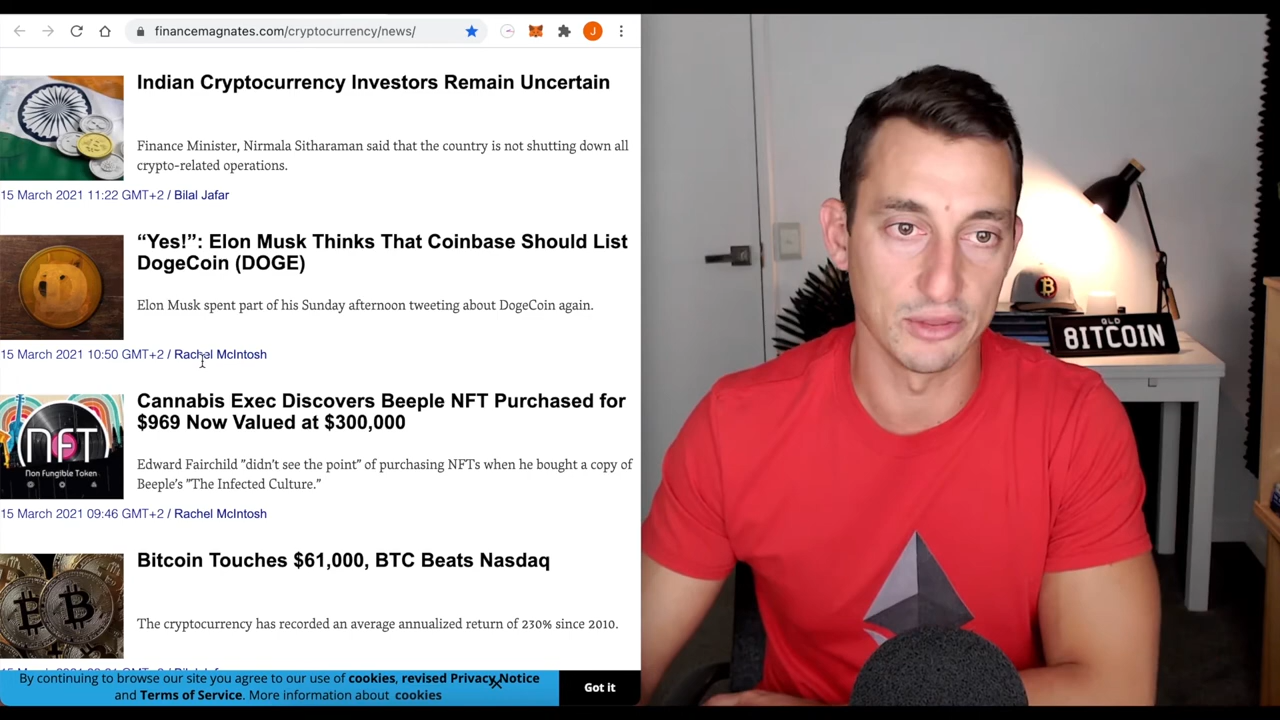 financemagnates.com/cryptocurrency/news/
J
Indian Cryptocurrency Investors Remain Uncertain
Finance Minister, Nirmala Sitharaman said that the country is not shutting down all
crypto-related operations.
15 March 2021 11:22 GMT+2 / Bilal Jafar
“Yes!”: Elon Musk Thinks That Coinbase Should List
DogeCoin (DOGE)
Elon Musk spent part of his Sunday afternoon tweeting about DogeCoin again.
15 March 2021 10:50 GMT+2 / Rachel McIntosh
Cannabis Exec Discovers Beeple NFT Purchased for
$969 Now Valued at $300,000
Edward Fairchild "didn't see the point" of purchasing NFTs when he bought a copy of
Beeple's "The Infected Culture."
NFT
Non Fungible Token
15 March 2021 09:46 GMT+2 / Rachel McIntosh
Bitcoin Touches $61,000, BTC Beats Nasdaq
The cryptocurrency has recorded an average annualized return of 230% since 2010.
By continuing to browse our site you agree to our use of cookies, revised Privacy Notice
and Terms of Service. More information about cookies
Got it
QLD
8ITCOIN